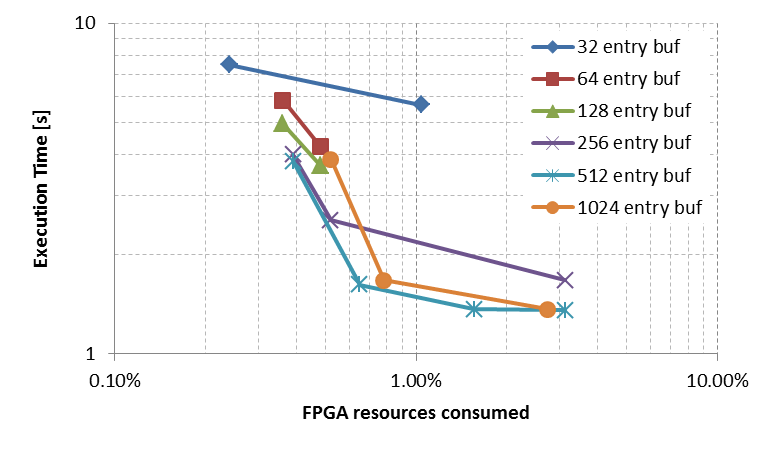 10
32 entry buf
64 entry buf
128 entry buf
256 entry buf
512 entry buf
1024 entry buf
Execution Time [s]
1
0.10%
1.00%
10.00%
FPGA resources consumed